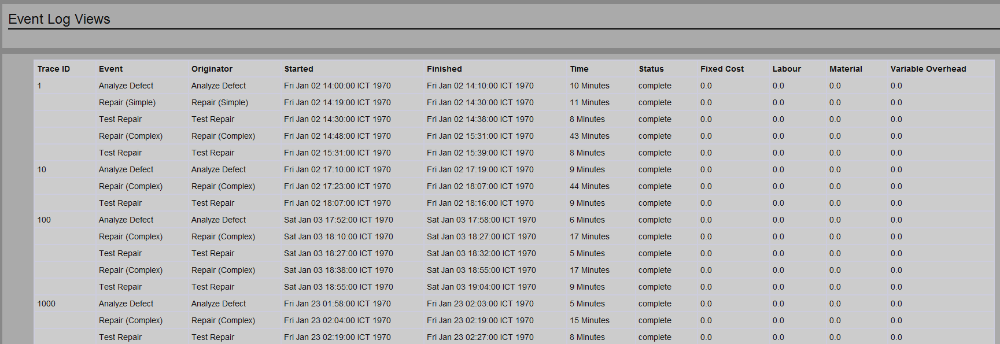 Event Log Views
Trace ID Event Originator Started Finished Time Status Fixed Cost Labour Material Variable Overhead
1 Analyze Defect Analyze Defect Fri Jan 02 14:00:00 ICT 1970 Fri Jan 02 14:10:00 ICT 1970 10 Minutes complete 0.0 0.0 0.0 0.0
Repair (Simple) Repair (Simple) Fri Jan 02 14:19:00 ICT 1970 Fri Jan 02 14:30:00 ICT 1970 11 Minutes complete 0.0 0.0 0.0 0.0
Test Repair Test Repair Fri Jan 02 14:30:00 ICT 1970 Fri Jan 02 14:38:00 ICT 1970 8 Minutes complete 0.0 0.0 0.0 0.0
Repair (Complex) Repair (Complex) Fri Jan 02 14:48:00 ICT 1970 Fri Jan 02 15:31:00 ICT 1970 43 Minutes complete 0.0 0.0 0.0 0.0
Test Repair Test Repair Fri Jan 02 15:31:00 ICT 1970 Fri Jan 02 15:39:00 ICT 1970 8 Minutes complete 0.0 0.0 0.0 0.0
10 Analyze Defect Analyze Defect Fri Jan 02 17:10:00 ICT 1970 Fri Jan 02 17:19:00 ICT 1970 9 Minutes complete 0.0 0.0 0.0 0.0
Repair (Complex) Repair (Complex) Fri Jan 02 17:23:00 ICT 1970 Fri Jan 02 18:07:00 ICT 1970 44 Minutes complete 0.0 0.0 0.0 0.0
Test Repair Test Repair Fri Jan 02 18:07:00 ICT 1970 Fri Jan 02 18:16:00 ICT 1970 9 Minutes complete 0.0 0.0 0.0 0.0
100 Analyze Defect Analyze Defect Sat Jan 03 17:52:00 ICT 1970 Sat Jan 03 17:58:00 ICT 1970 6 Minutes complete 0.0 0.0 0.0 0.0
Repair (Complex) Repair (Complex) Sat Jan 03 18:10:00 ICT 1970 Sat Jan 03 18:27:00 ICT 1970 17 Minutes complete 0.0 0.0 0.0 0.0
Test Repair Test Repair Sat Jan 03 18:27:00 ICT 1970 Sat Jan 03 18:32:00 ICT 1970 5 Minutes complete 0.0 0.0 0.0 0.0
Repair (Complex) Repair (Complex) Sat Jan 03 18:38:00 ICT 1970 Sat Jan 03 18:55:00 ICT 1970 17 Minutes complete 0.0 0.0 0.0 0.0
Test Repair Test Repair Sat Jan 03 18:55:00 ICT 1970 Sat Jan 03 19:04:00 ICT 1970 9 Minutes complete 0.0 0.0 0.0 0.0
1000 Analyze Defect Analyze Defect Fri Jan 23 01:58:00 ICT 1970 Fri Jan 23 02:03:00 ICT 1970 5 Minutes complete 0.0 0.0 0.0 0.0
Repair (Complex) Repair (Complex) Fri Jan 23 02:04:00 ICT 1970 Fri Jan 23 02:19:00 ICT 1970 15 Minutes complete 0.0 0.0 0.0 0.0
Test Repair Test Repair Fri Jan 23 02:19:00 ICT 1970 Fri Jan 23 02:27:00 ICT 1970 8 Minutes complete 0.0 0.0 0.0 0.0